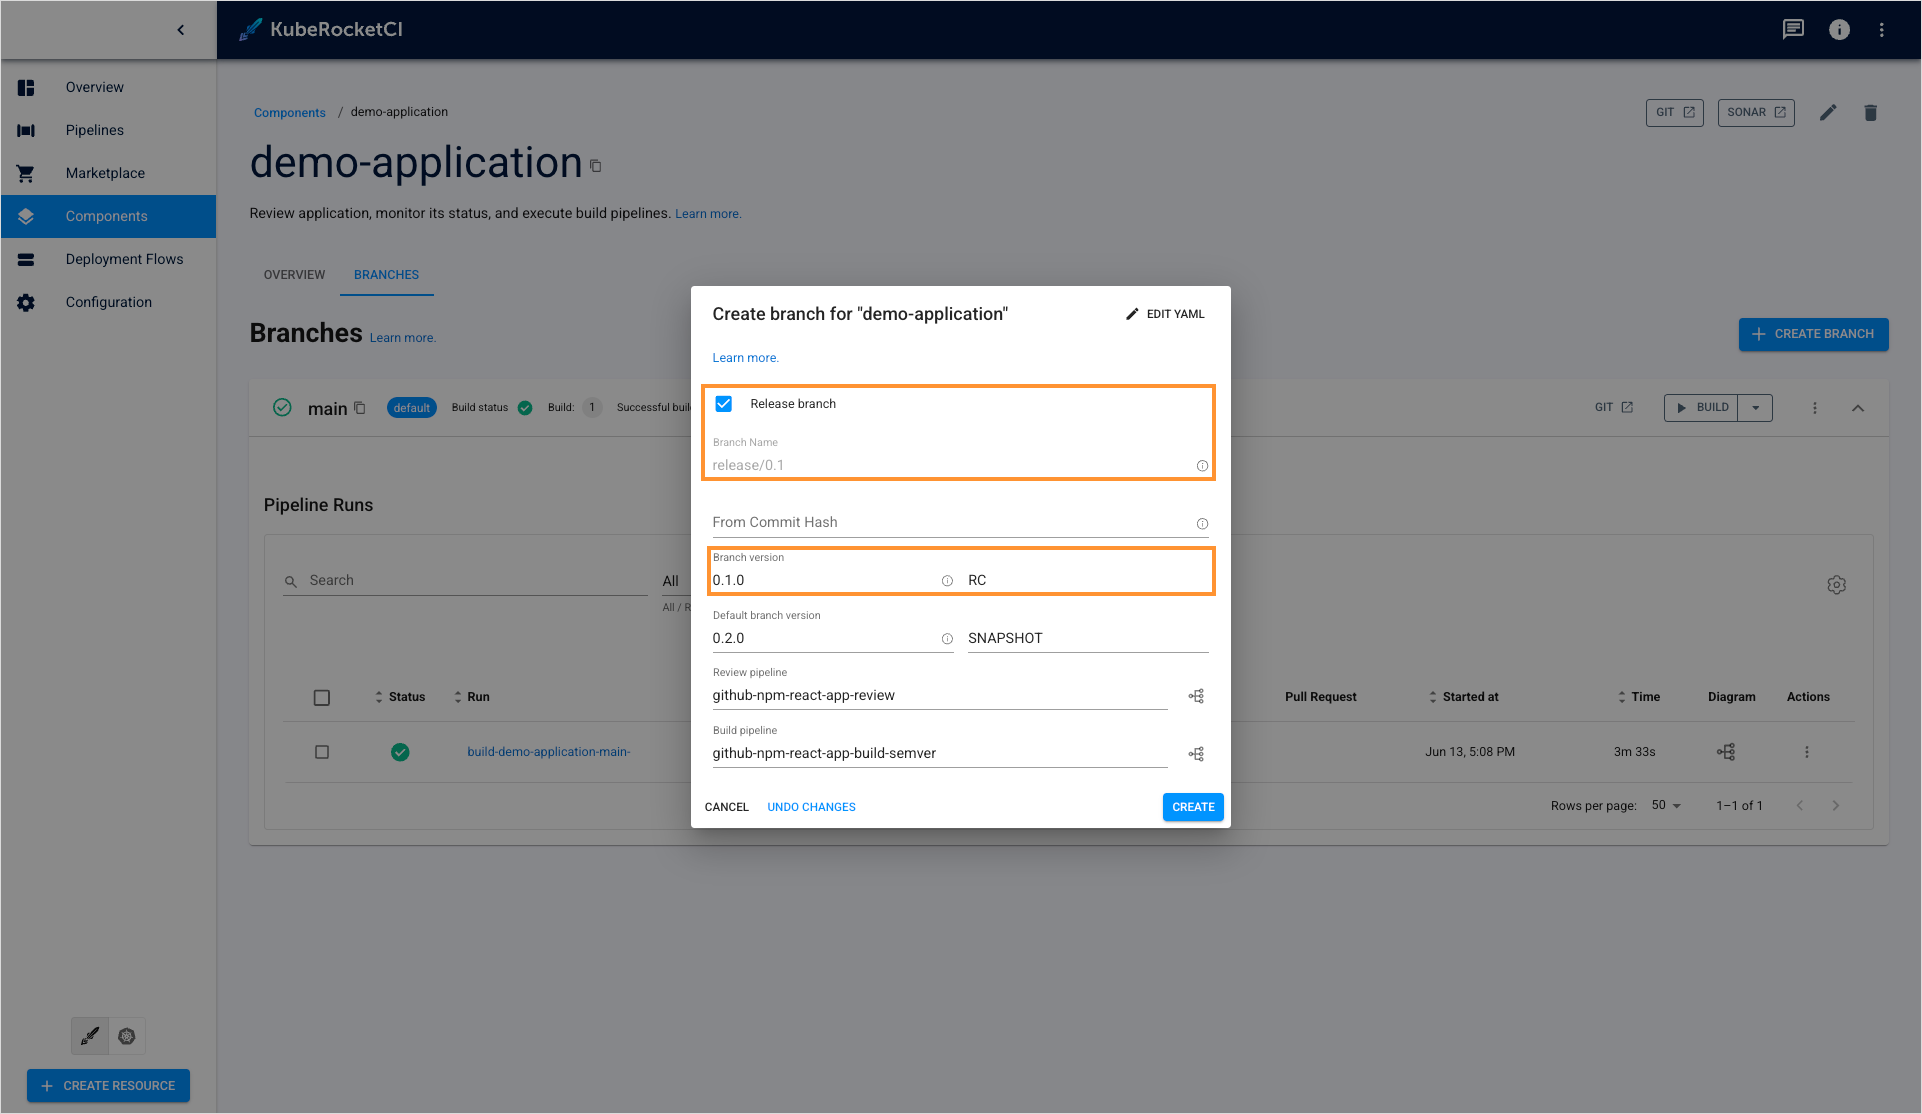 KubeRocketCI
Overview
Pipelines
Marketplace
Components
Deployment Flows
Configuration
CREATE RESOURCE
Components / demo-application
GIT
SONAR
demo-application
Review application, monitor its status, and execute build pipelines. Learn more.
OVERVIEW
BRANCHES
Branches Learn more.
CREATE BRANCH
main default Build status Build: 1 Successful
GIT
BUILD
Pipeline Runs
Search
All
All / R
Status
Run
Pull Request
Started at
Time
Diagram
Actions
build-demo-application-main-
Jun 13, 5:08 PM
3m 33s
Rows per page: 50 1–1 of 1
Create branch for "demo-application"
EDIT YAML
Learn more.
Release branch
Branch Name
release/0.1
From Commit Hash
Branch version
0.1.0
RC
Default branch version
0.2.0
SNAPSHOT
Review pipeline
github-npm-react-app-review
Build pipeline
github-npm-react-app-build-semver
CANCEL
UNDO CHANGES
CREATE